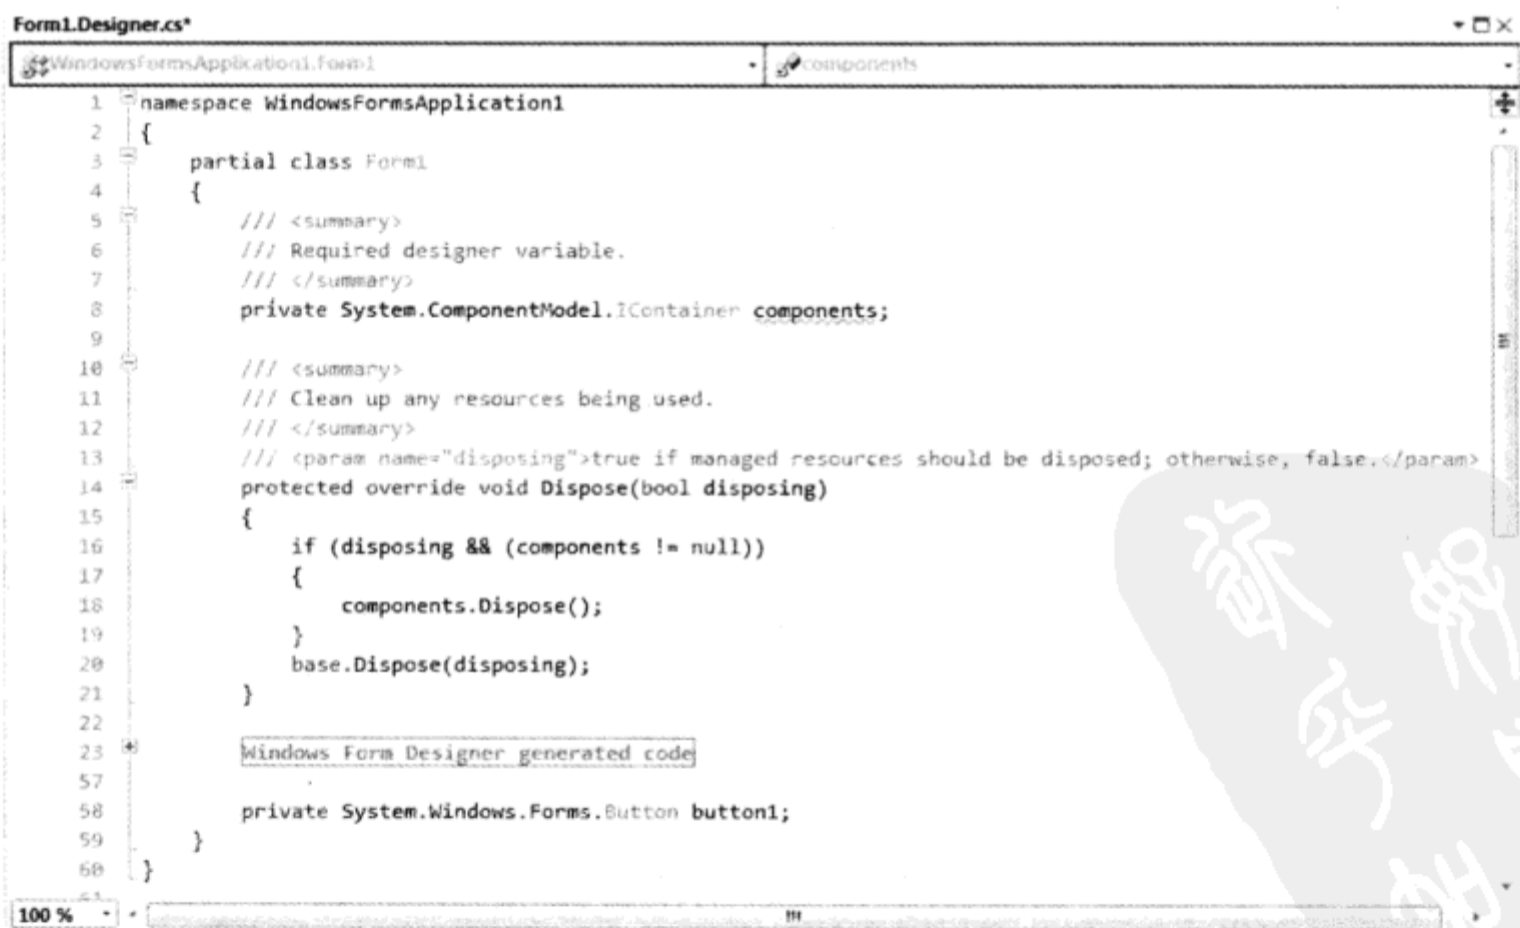 Form1.Designer.cs*
WindowsFormsApplication1.Form1 components
1 namespace WindowsFormsApplication1
2 {
3 partial class Form1
4 {
5 /// <summary>
6 /// Required designer variable.
7 /// </summary>
8 private System.ComponentModel.IContainer components;
9
10 /// <summary>
11 /// Clean up any resources being used.
12 /// </summary>
13 /// <param name="disposing">true if managed resources should be disposed; otherwise, false.</param>
14 protected override void Dispose(bool disposing)
15 {
16 if (disposing && (components != null))
17 {
18 components.Dispose();
19 }
20 base.Dispose(disposing);
21 }
22
23 Windows Form Designer generated code
57
58 private System.Windows.Forms.Button button1;
59 }
60 }
100 %